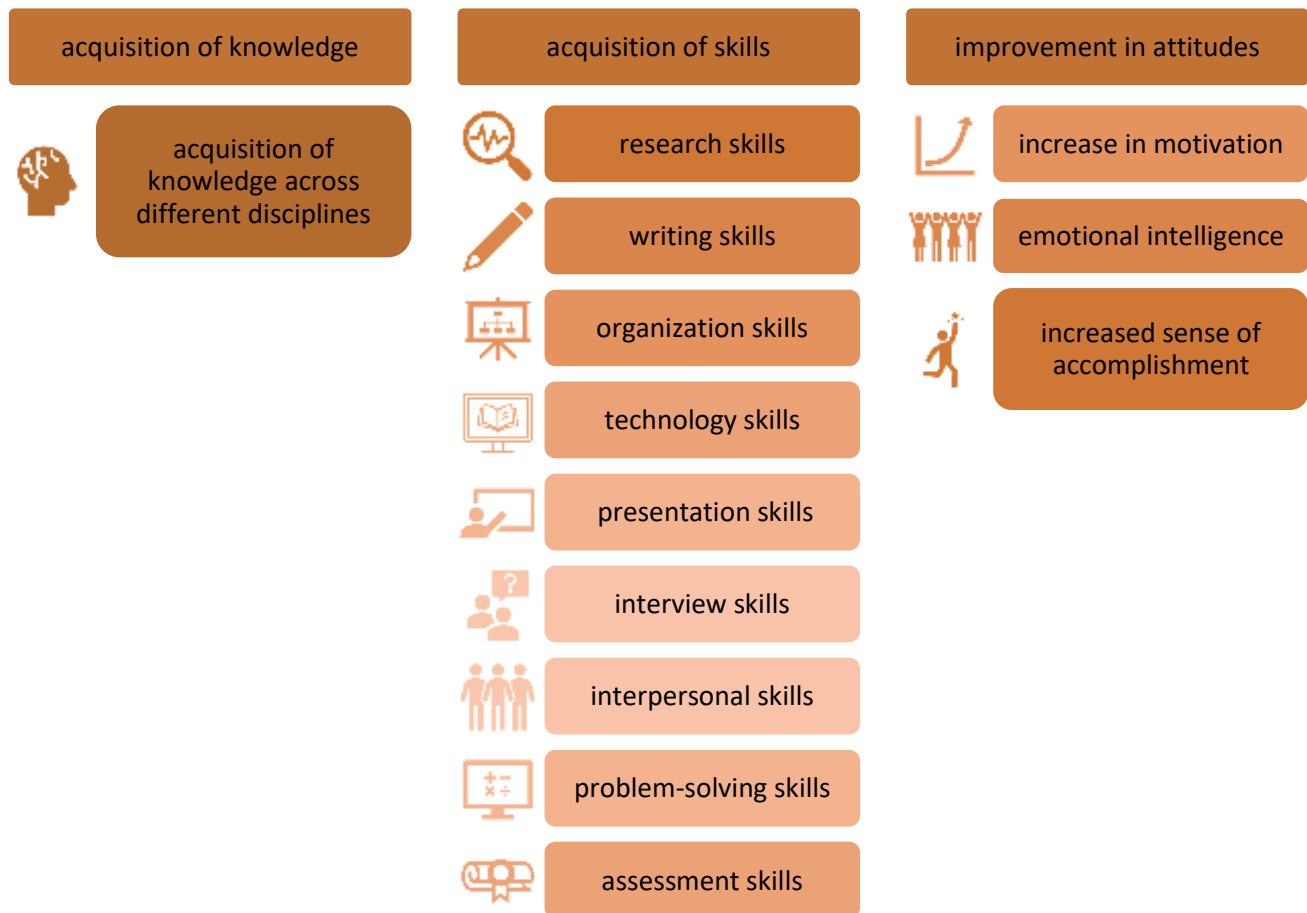 acquisition of knowledge
acquisition of
knowledge across
different disciplines
acquisition of skills
research skills
writing skills
organization skills
technology skills
presentation skills
interview skills
interpersonal skills
problem-solving skills
assessment skills
improvement in attitudes
increase in motivation
emotional intelligence
increased sense of
accomplishment